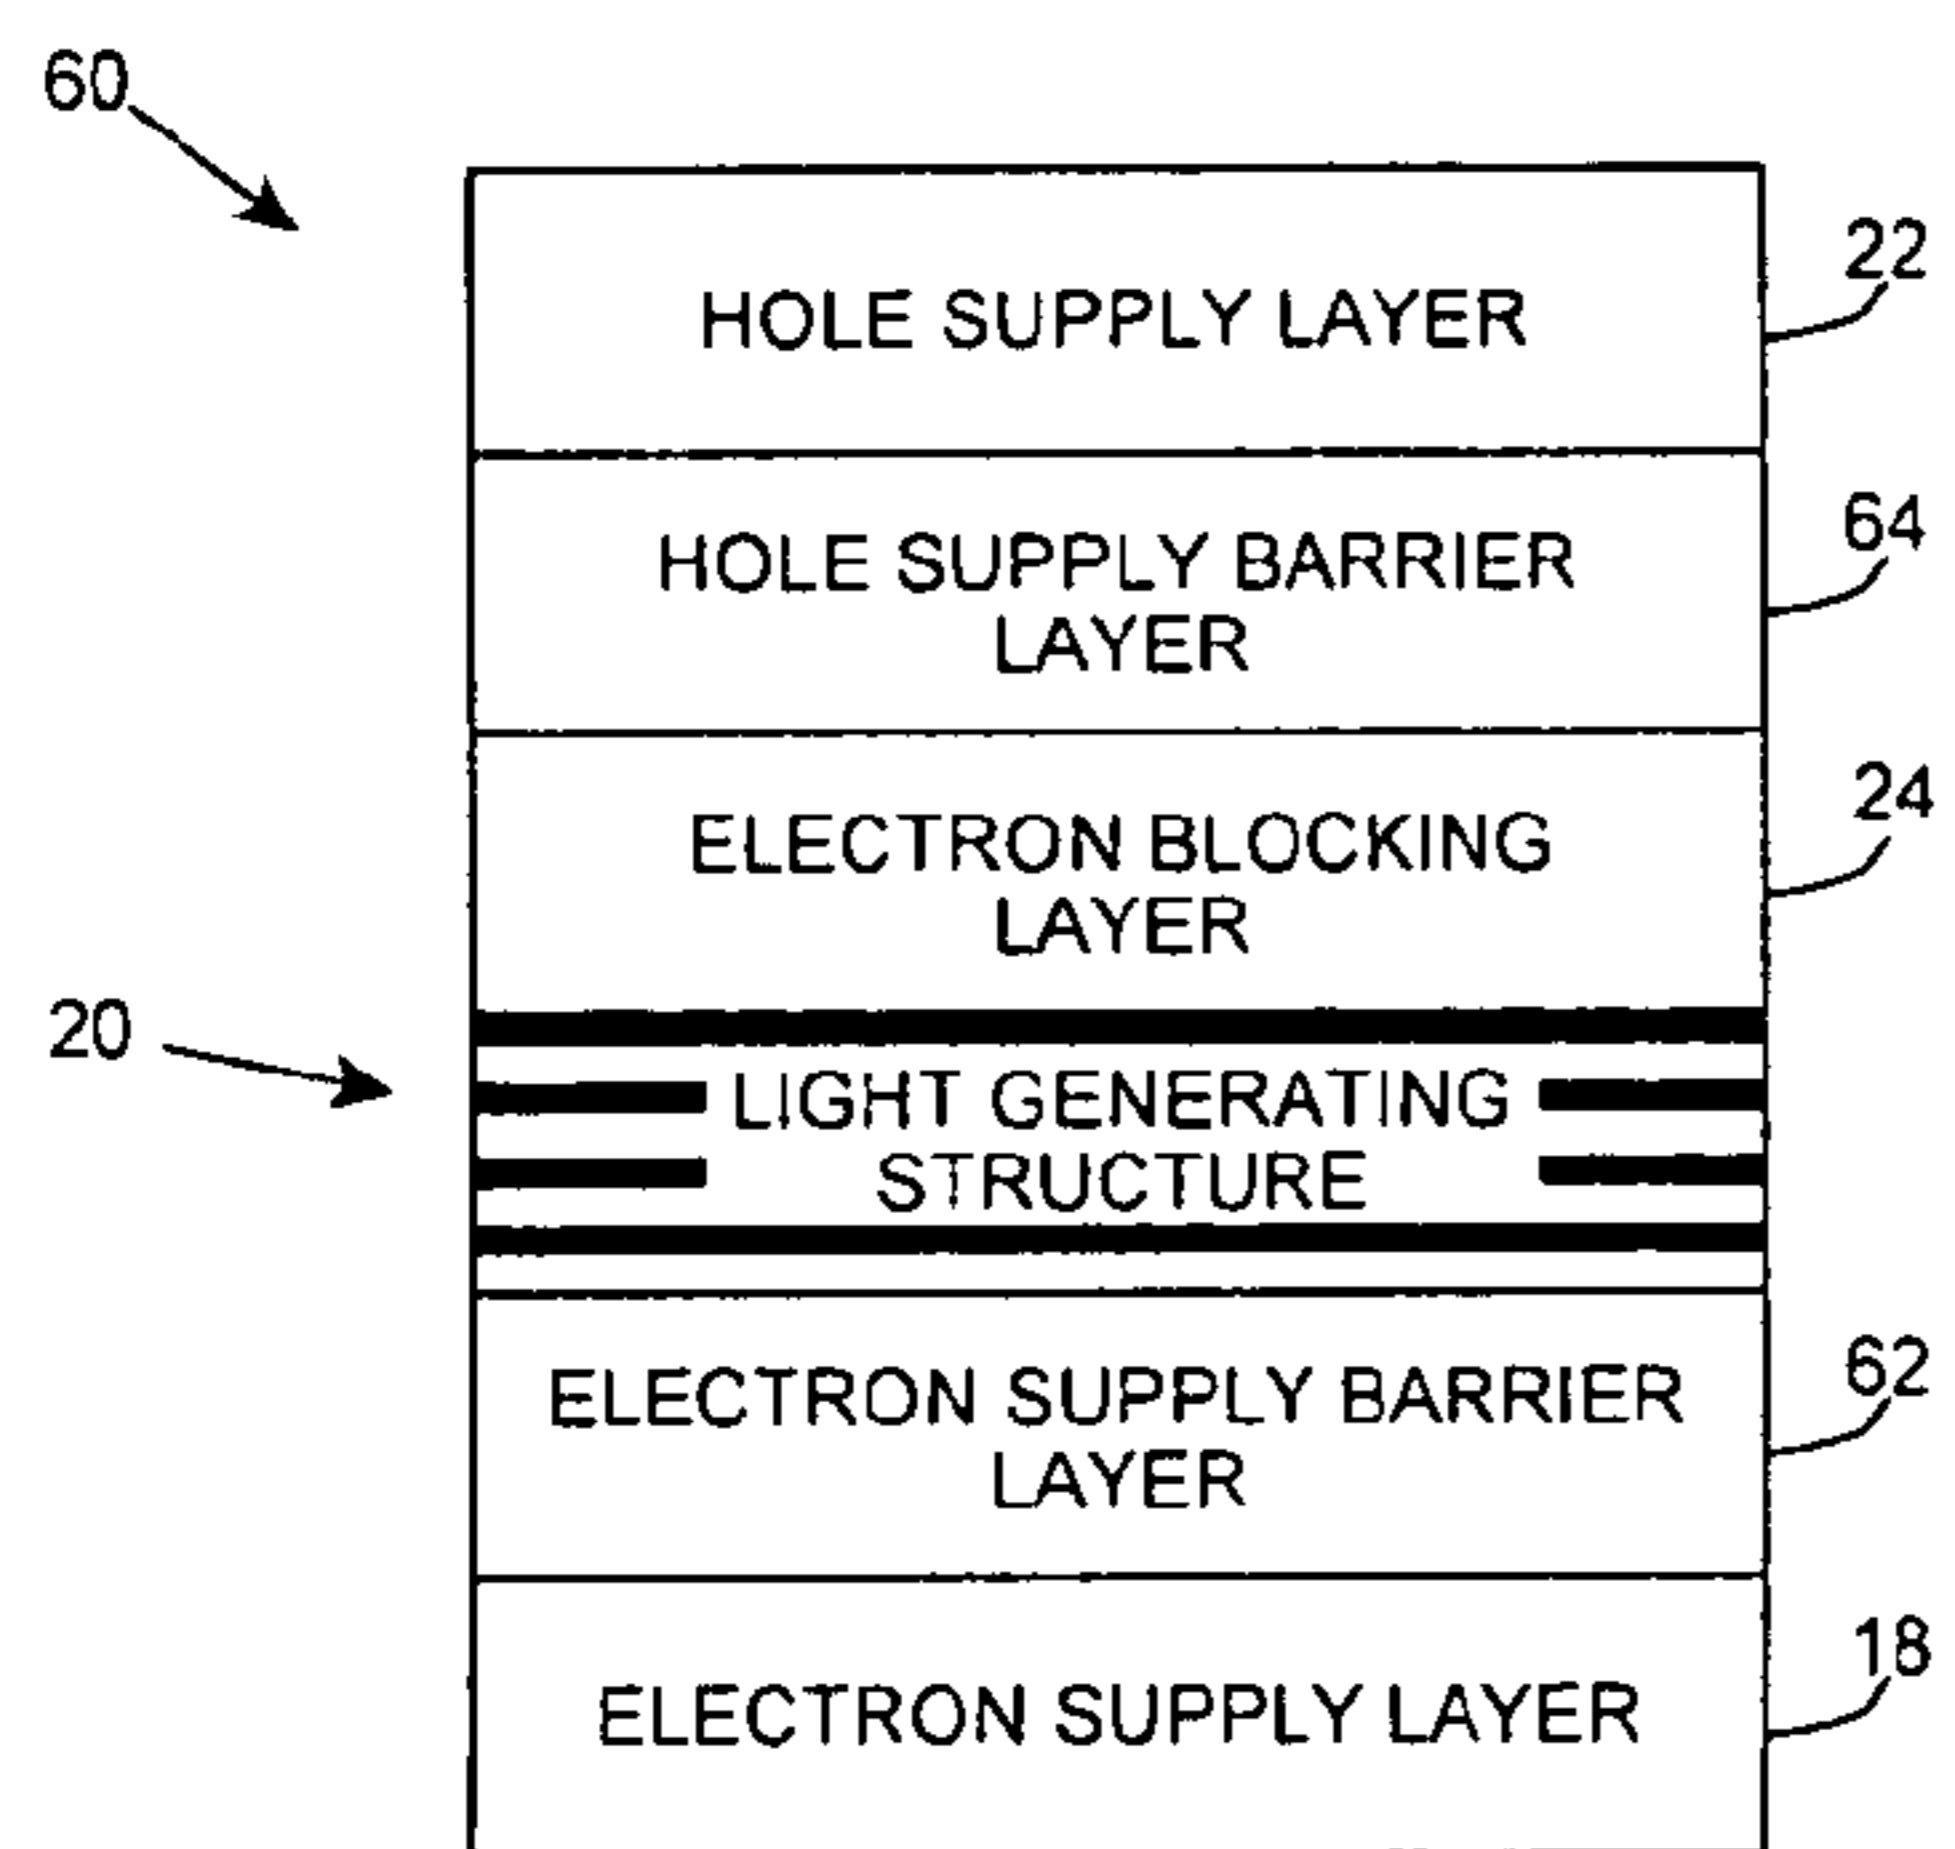 60
22
HOLE SUPPLY LAYER
64
HOLE SUPPLY BARRIER
LAYER
24
ELECTRON BLOCKING
LAYER
20
LIGHT GENERATING
STRUCTURE
62
ELECTRON SUPPLY BARRIER
LAYER
18
ELECTRON SUPPLY LAYER